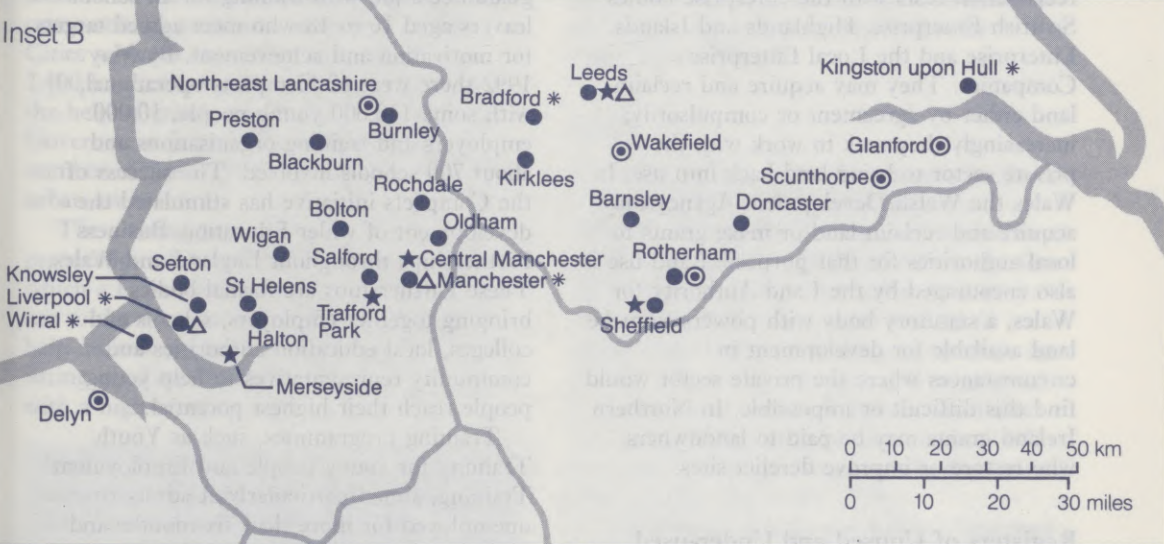 Inset B
Leeds
Kingston upon Hull *
North-east Lancashire
Bradford *
Preston
Burnley
Wakefield
Glanford
Blackburn
Kirklees
Scunthorpe
Rochdale
Barnsley
Doncaster
Bolton
Oldham
Wigan
Salford
Central Manchester
Rotherham
Knowsley
Sefton
Manchester *
Liverpool *
St Helens
Trafford
Park
Wirral *
Halton
Sheffield
Merseyside
Delyn
0 10 20 30 40 50 km
0 10 20 30 miles